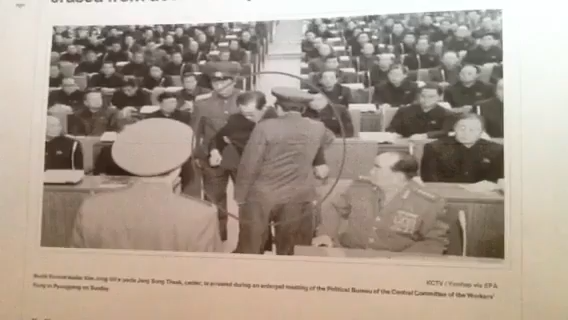 erased from
KCTV / Yonhap via EPA
North Korean leader Kim Jong Un's uncle Jang Song Thaek, center, is arrested during an enlarged meeting of the Political Bureau of the Central Committee of the Workers'
Party in Pyongyang on Sunday.